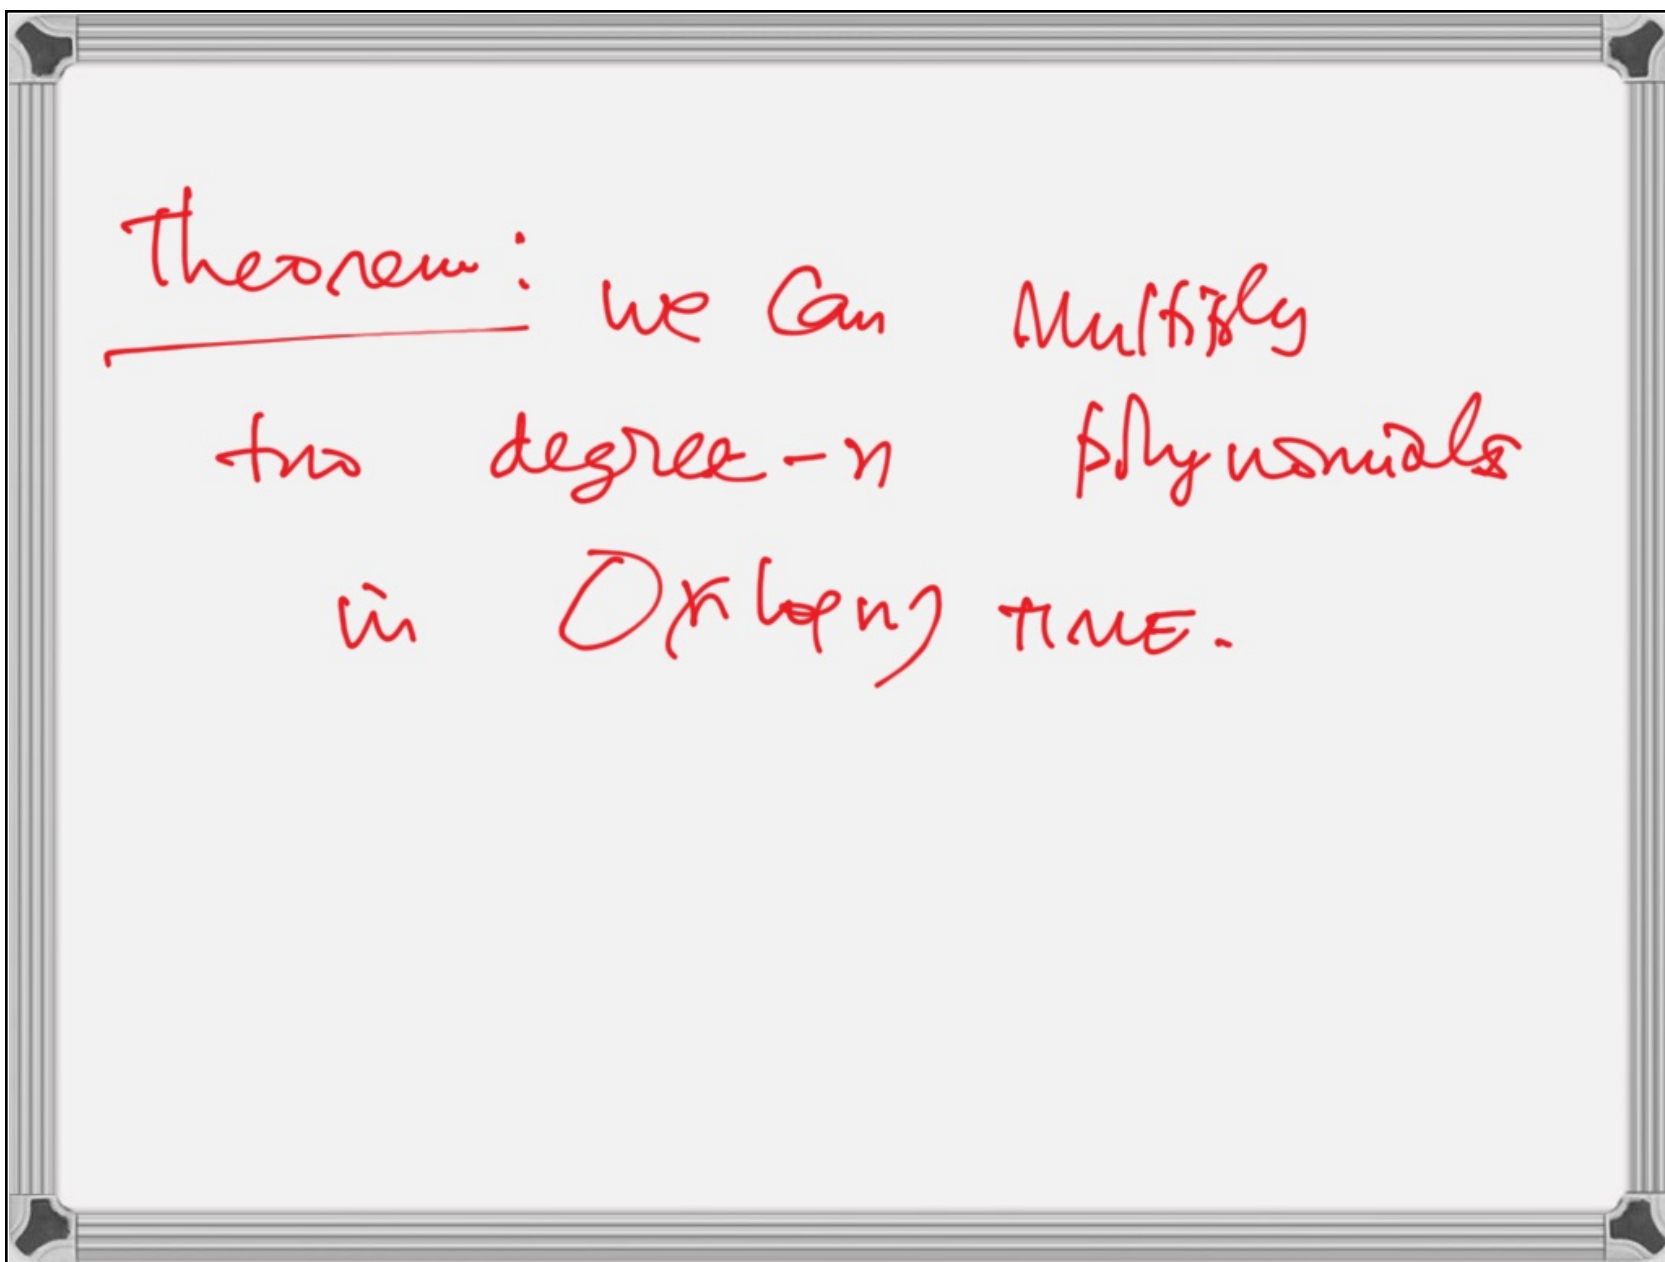 Theorem: we can Multiply
two degree-n polynomials
in O(n log n) TIME.